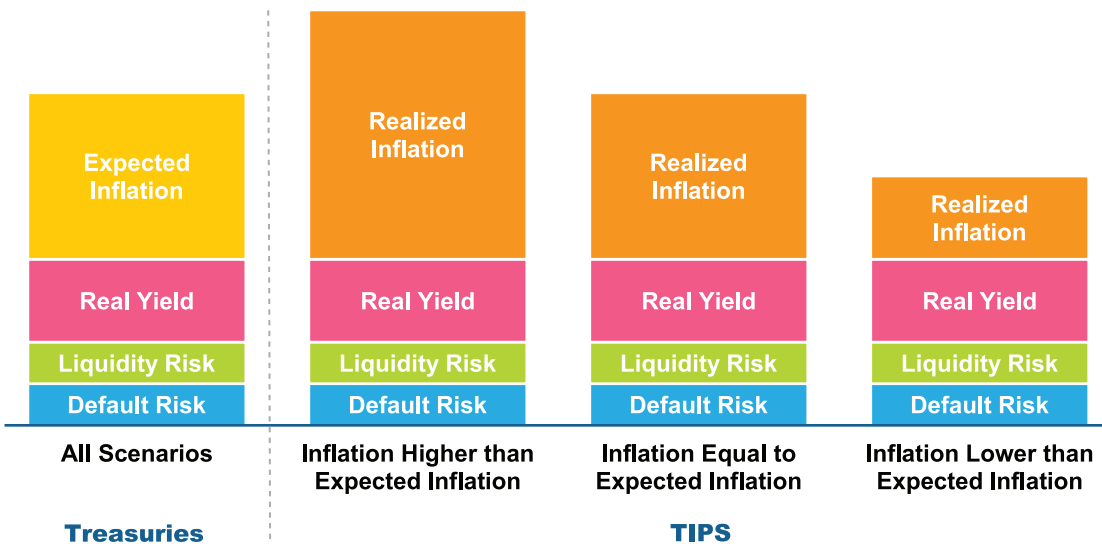 Expected
Inflation
Real Yield
Liquidity Risk
Default Risk
All Scenarios
Treasuries
Realized
Inflation
Real Yield
Liquidity Risk
Default Risk
Inflation Higher than
Expected Inflation
Realized
Inflation
Real Yield
Liquidity Risk
Default Risk
Inflation Equal to
Expected Inflation
Realized
Inflation
Real Yield
Liquidity Risk
Default Risk
Inflation Lower than
Expected Inflation
TIPS